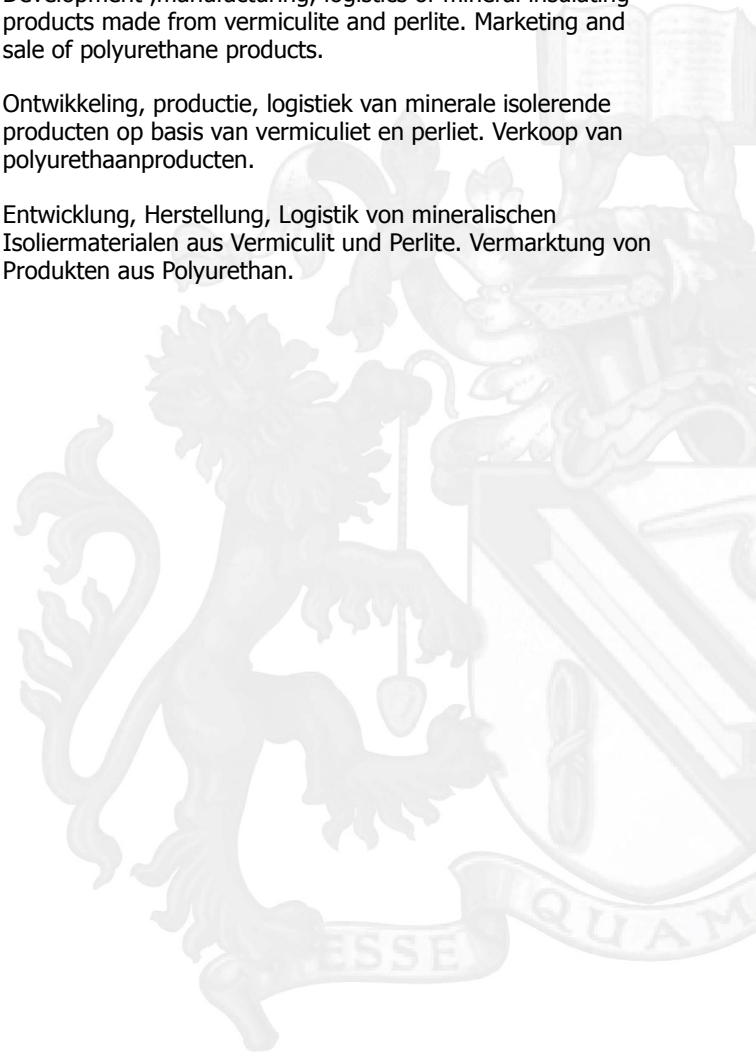 Development ,manufacturing, logistics of mineral insulating
products made from vermiculite and perlite. Marketing and
sale of polyurethane products.
Ontwikkeling, productie, logistiek van minerale isolerende
producten op basis van vermiculiet en perliet. Verkoop van
polyurethaanproducten.
Entwicklung, Herstellung, Logistik von mineralischen
Isoliermaterialen aus Vermiculit und Perlite. Vermarktung von
Produkten aus Polyurethan.
ESSE
QUAM